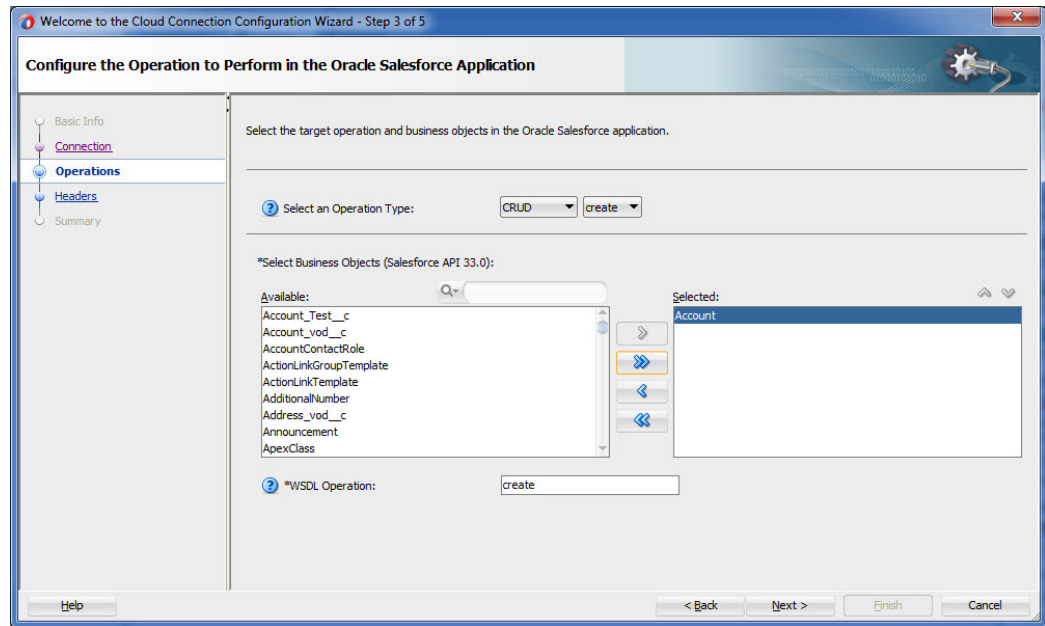 Welcome to the Cloud Connection Configuration Wizard - Step 3 of 5
Configure the Operation to Perform in the Oracle Salesforce Application
Basic Info
Connection
Operations
Headers
Summary
Select the target operation and business objects in the Oracle Salesforce application.
Select an Operation Type: CRUD create
*Select Business Objects (Salesforce API 33.0):
Available:
Selected:
Account_Test__c
Account_vod__c
AccountContactRole
ActionLinkGroupTemplate
ActionLinkTemplate
AdditionalNumber
Address_vod__c
Announcement
ApexClass
Account
*WSDL Operation: create
Help
< Back
Next >
Finish
Cancel